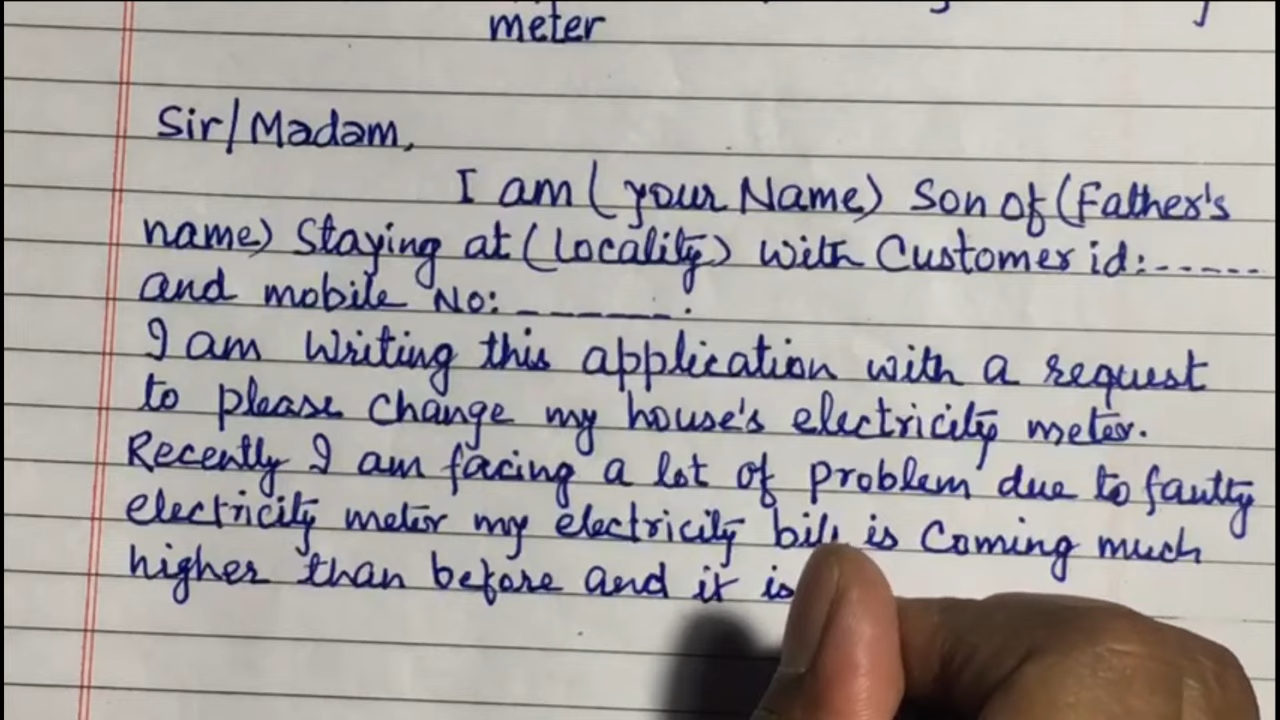 meter
Sir/Madam,
I am (your Name) Son of (Father's
name) Staying at (locality) with Customer id:-----
and mobile No: ------.
I am writing this application with a request
to please change my house's electricity meter.
Recently I am facing a lot of problem due to faulty
electricity meter my electricity bill is coming much
higher than before and it is